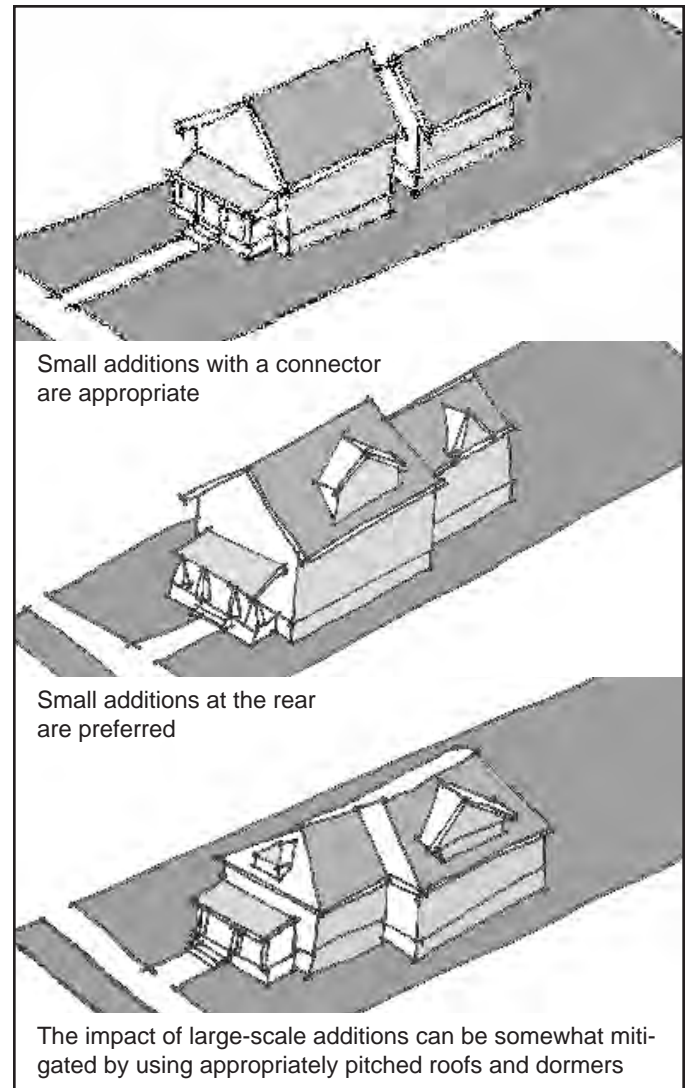 Small additions with a connector
are appropriate
Small additions at the rear
are preferred
The impact of large-scale additions can be somewhat miti-
gated by using appropriately pitched roofs and dormers